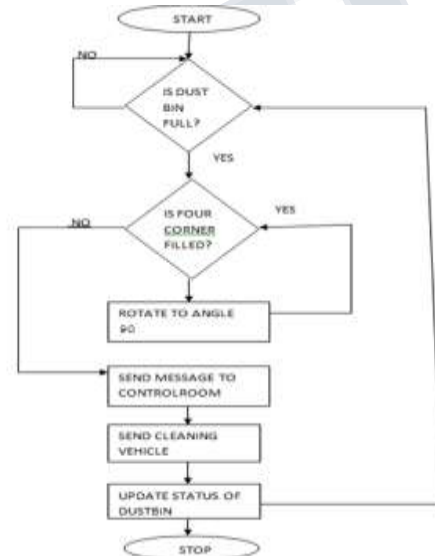 START
NO
IS DUST
BIN
FULL?
YES
IS FOUR
CORNER
FILLED?
YES
NO
ROTATE TO ANGLE
90
SEND MESSAGE TO
CONTROLROOM
SEND CLEANING
VEHICLE
UPDATE STATUS OF
DUSTBIN
STOP